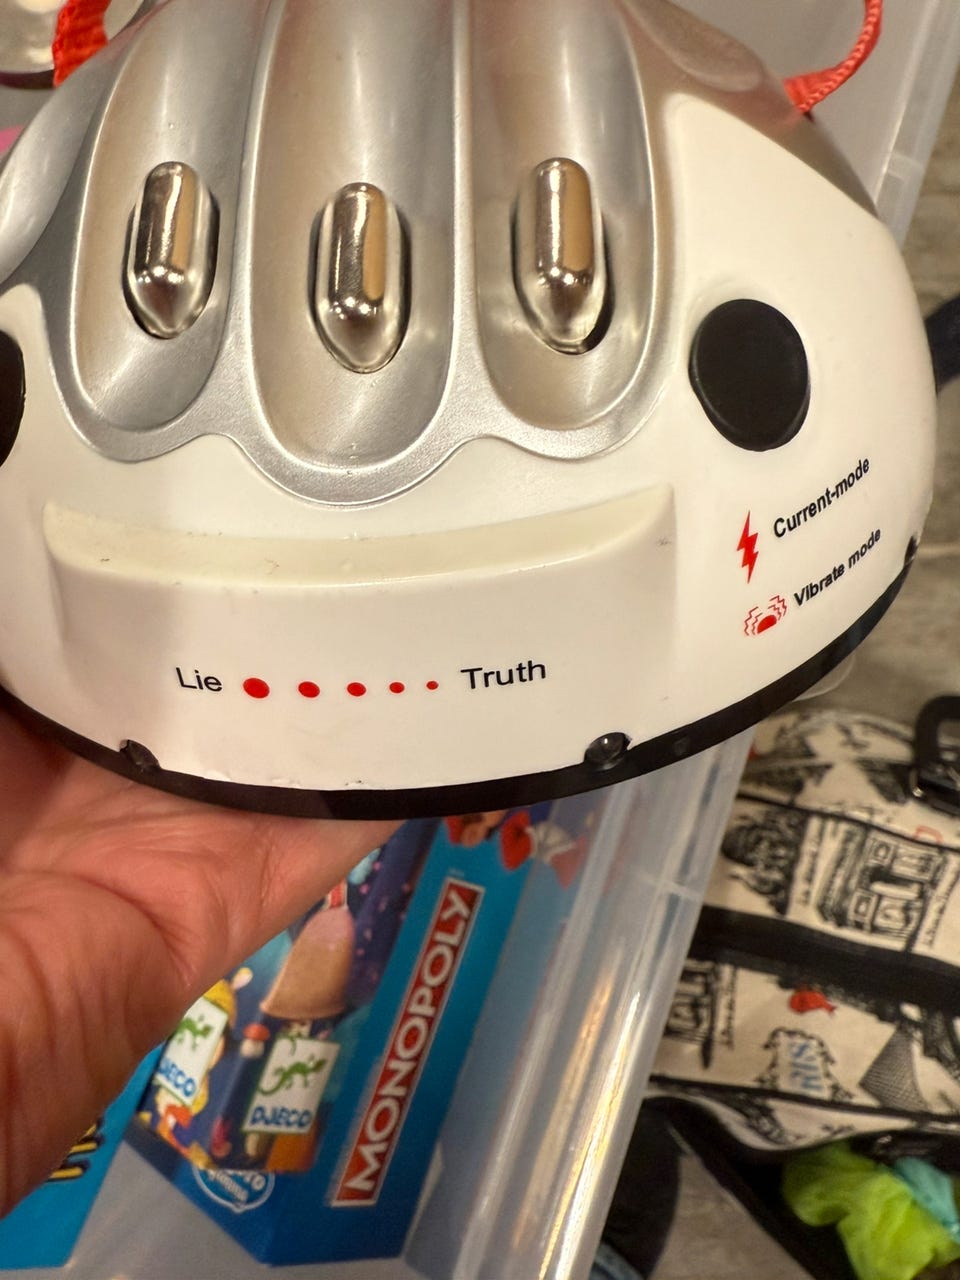 Current-mode
Vibrate mode
Lie Truth
MONOPOLY
DJECO
DJECO